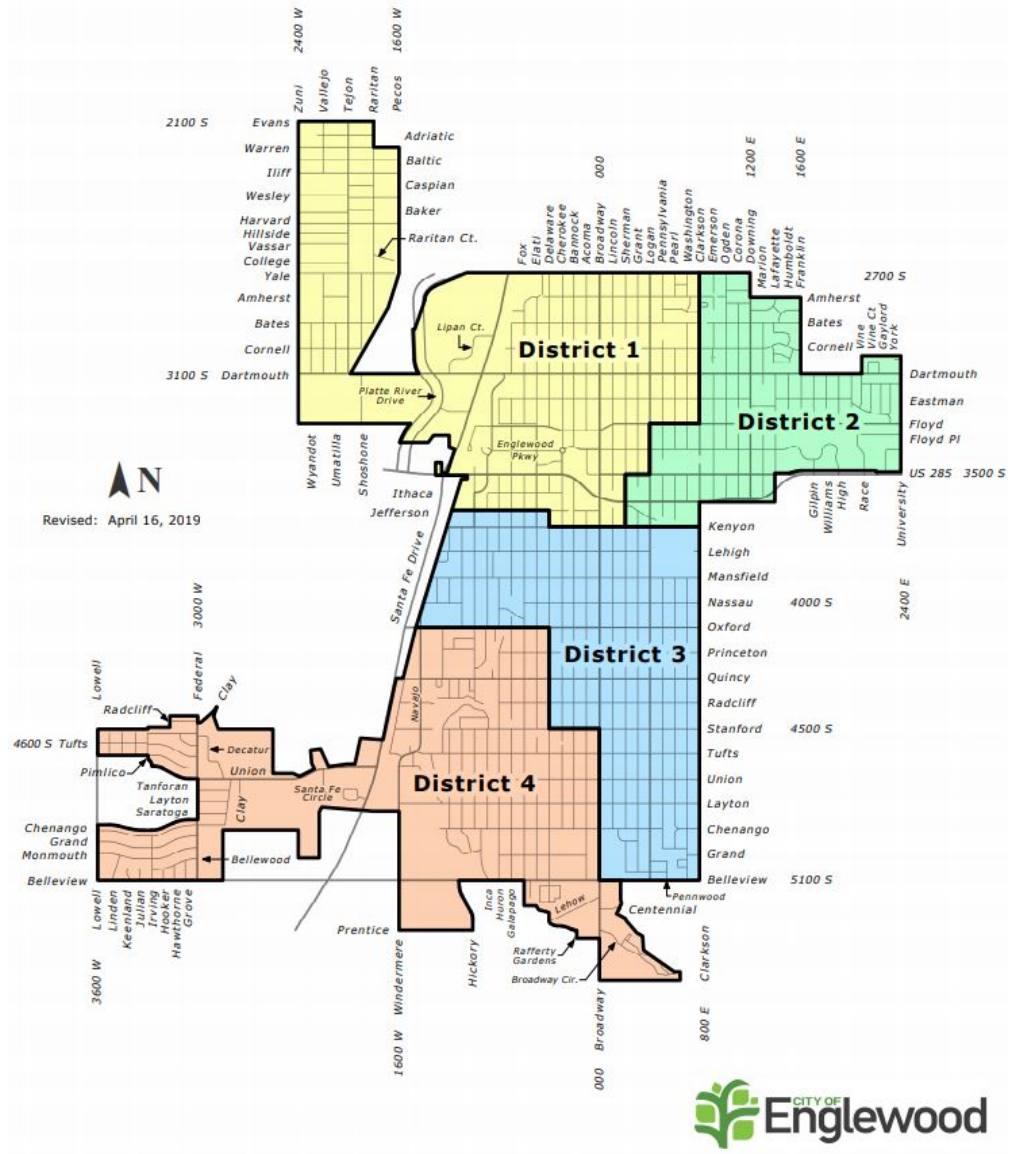 2400 W
1600 W
Zuni
Vallejo
Tejon
Raritan
Pecos
2100 S
Evans
Warren
Iliff
Wesley
Harvard
Hillside
Vassar
College
Yale
Amherst
Bates
Cornell
3100 S
Dartmouth
Adriatic
Baltic
Caspian
Baker
Raritan Ct.
000
1200 E
1600 E
Fox
Elati
Delaware
Cherokee
Bannock
Acoma
Broadway
Lincoln
Sherman
Grant
Logan
Pennsylvania
Pearl
Washington
Clarkson
Emerson
Ogden
Corona
Downing
Marion
Lafayette
Humboldt
Franklin
2700 S
Amherst
Bates
Cornell
Vine
Vine Ct
Gaylord
York
Dartmouth
Eastman
Floyd
Floyd Pl
US 285 3500 S
Lipan Ct.
District 1
Platte River
Drive
District 2
Englewood
Pkwy
Wyandot
Umatilla
Shoshone
Ithaca
Jefferson
Gilpin
Williams
High
Race
University
2400 E
N
Revised: April 16, 2019
Santa Fe Drive
Kenyon
Lehigh
Mansfield
Nassau 4000 S
Oxford
Princeton
Quincy
Radcliff
Stanford 4500 S
Tufts
Union
Layton
Chenango
Grand
Belleview 5100 S
District 3
3000 W
Lowell
Federal
Clay
Radcliff
4600 S Tufts
Decatur
Pimlico
Union
Tanforan
Layton
Saratoga
Clay
Santa Fe
Circle
Navajo
District 4
Chenango
Grand
Monmouth
Bellewood
Belleview
Lowell
Linden
Keenland
Julian
Irving
Hooker
Hawthorne
Grove
3600 W
Prentice
Windermere
1600 W
Hickory
Inca
Huron
Galapago
Lehow
Rafferty
Gardens
Broadway Cir.
Pennwood
Centennial
Broadway
000
Clarkson
800 E
CITY OF
Englewood